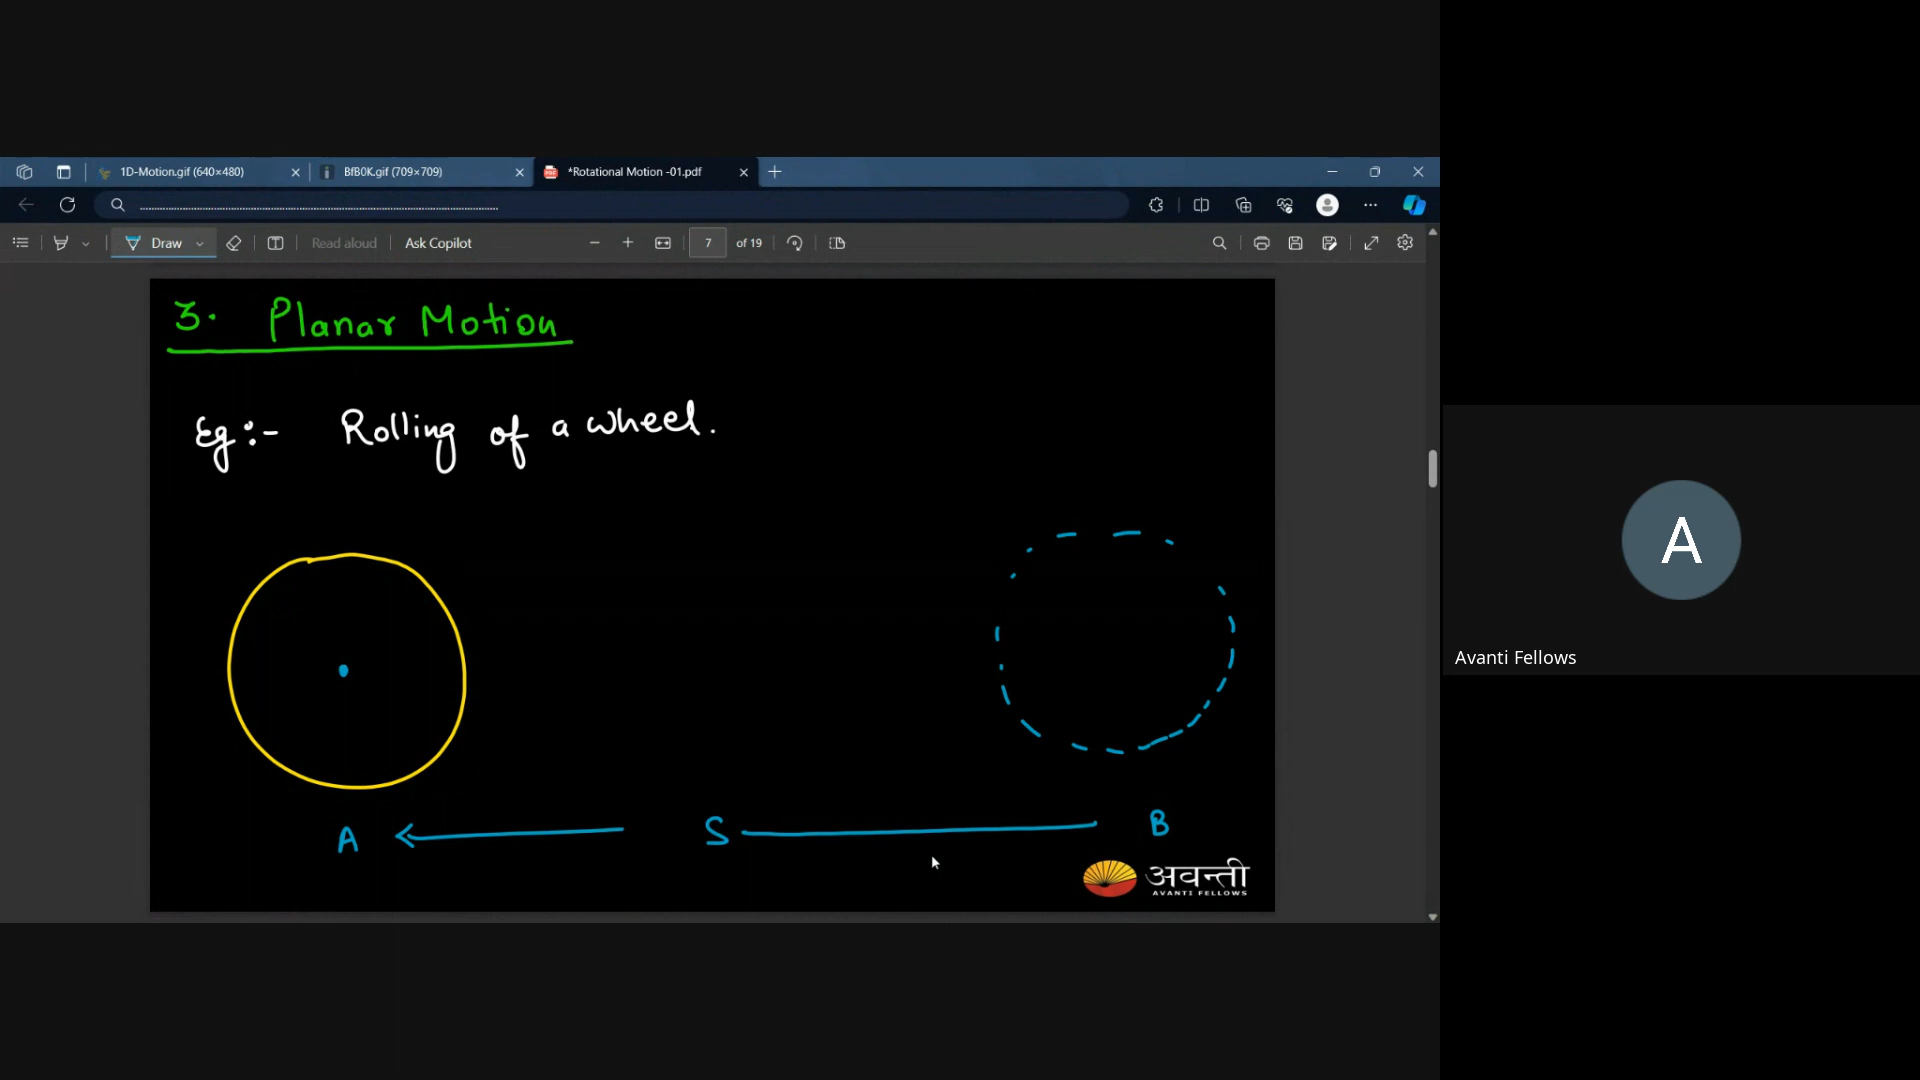 1D-Motion.gif (640×480)
BfB0K.gif (709×709)
*Rotational Motion -01.pdf
Draw
Read aloud
Ask Copilot
7 of 19
3. Planar Motion
Eg:- Rolling of a wheel.
A
S
B
अवन्ती
AVANTI FELLOWS
A
Avanti Fellows